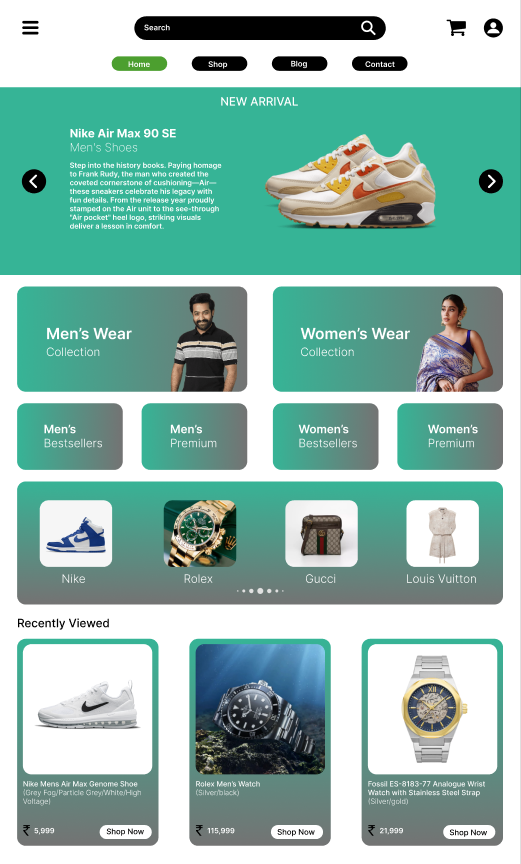 Search
Home
Shop
Blog
Contact
NEW ARRIVAL
Nike Air Max 90 SE
Men's Shoes
Step into the history books. Paying homage
to Frank Rudy, the man who created the
coveted cornerstone of cushioning—Air—
these sneakers celebrate his legacy with
fun details. From the release year proudly
stamped on the Air unit to the see-through
"Air pocket" heel logo, striking visuals
deliver a lesson in comfort.
Men's Wear
Collection
Women's Wear
Collection
Men's
Bestsellers
Men's
Premium
Women's
Bestsellers
Women's
Premium
Nike
Rolex
Gucci
Louis Vuitton
Recently Viewed
Nike Mens Air Max Genome Shoe
(Grey Fog/Particle Grey/White/High
Voltage)
₹ 5,999
Shop Now
Rolex Men's Watch
(Silver/black)
₹ 115,999
Shop Now
Fossil ES-8183-77 Analogue Wrist
Watch with Stainless Steel Strap
(Silver/gold)
₹ 21,999
Shop Now